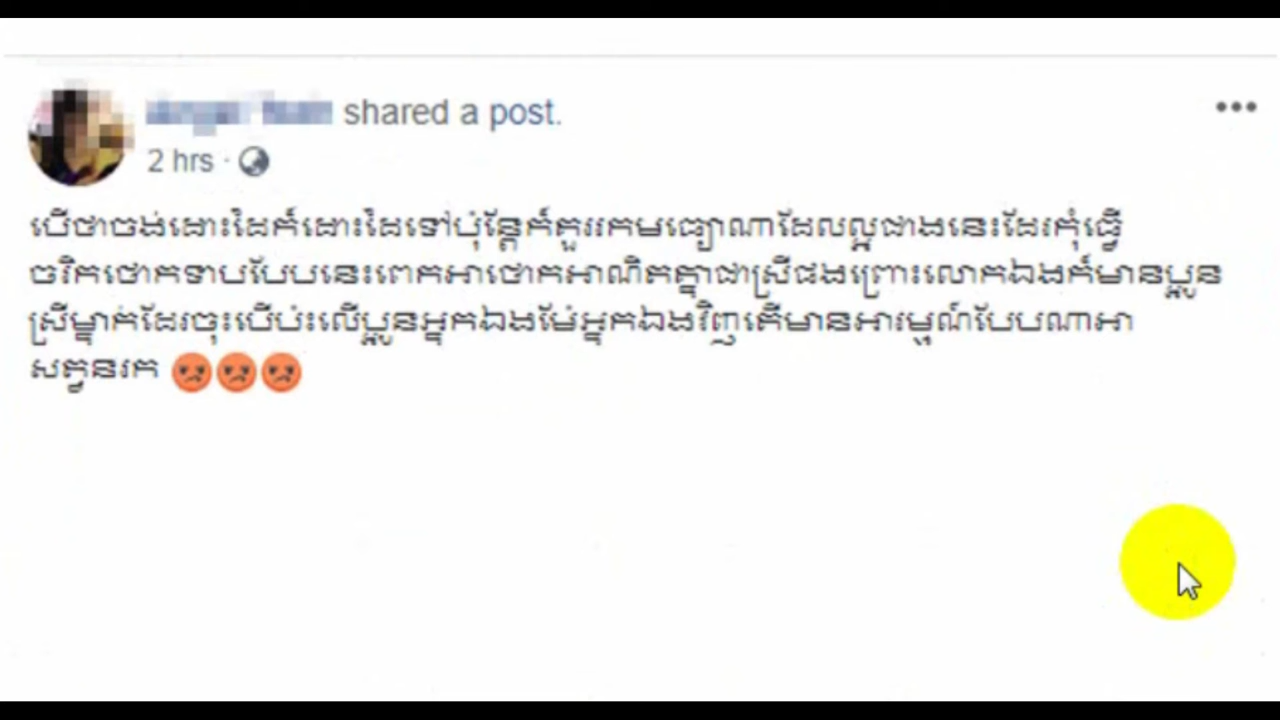 shared a post.
2 hrs
បើថាចង់ដោះដៃក៏ដោះដៃទៅប៉ុន្តែក៏គួររកមធ្យោណាដែលល្អជាងនេះដែរកុំធ្វើ
ចរិកថោកទាបបែបនេះពេកអាថោកអាណិតគ្នាជាស្រីផងព្រោះលោកឯងក៏មានប្អូន
ស្រីម្នាក់ដែរចុះបើប៉ះលើប្អូនអ្នកឯងម៉ែអ្នកឯងវិញតើមានអារម្មណ៍បែបណាអា
សត្វនរក 😡😡😡